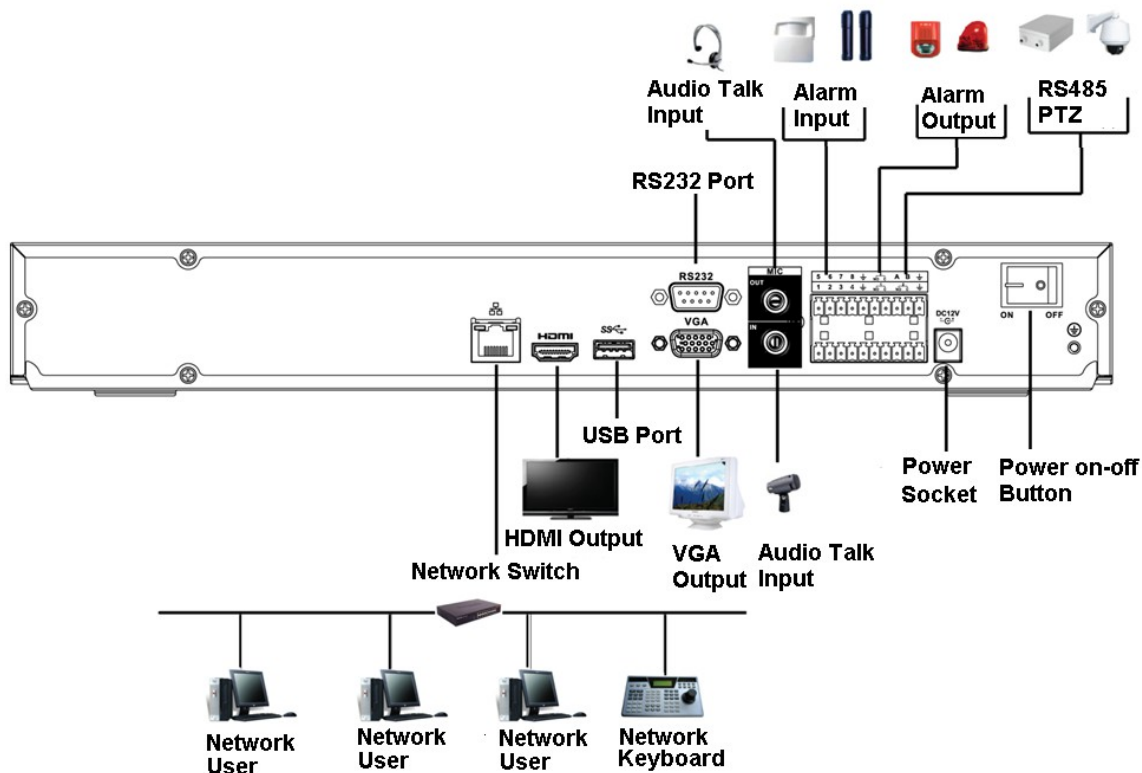 Audio Talk
Input
Alarm
Input
Alarm
Output
RS485
PTZ
RS232 Port
RS232
MIC
OUT
IN
5 6 7 8
A B
1 2 3 4
DC12V
ON OFF
HDMI
SS
VGA
USB Port
HDMI Output
VGA
Output
Audio Talk
Input
Power
Socket
Power on-off
Button
Network Switch
Network
User
Network
User
Network
User
Network
Keyboard